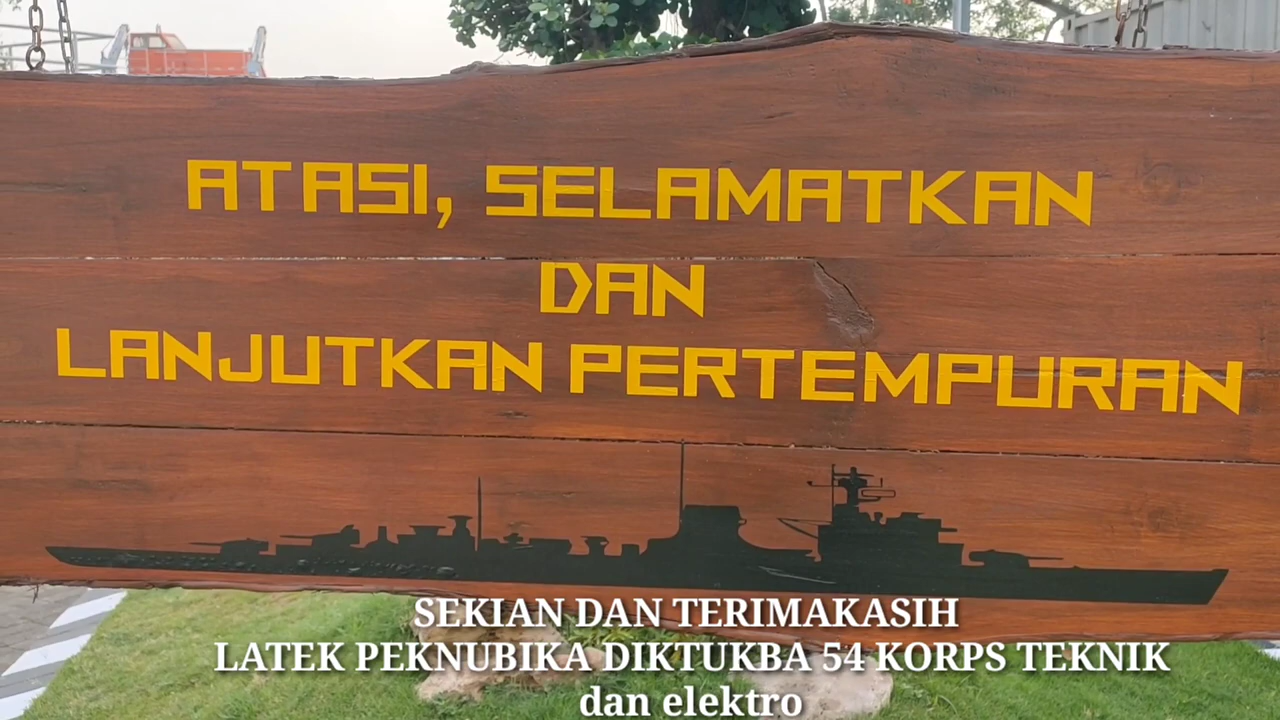 ATASI, SELAMATKAN
DAN
LANJUTKAN PERTEMPURAN
SEKIAN DAN TERIMAKASIH
LATEK PEKNUBIKA DIKTUKBA 54 KORPS TEKNIK
dan elektro